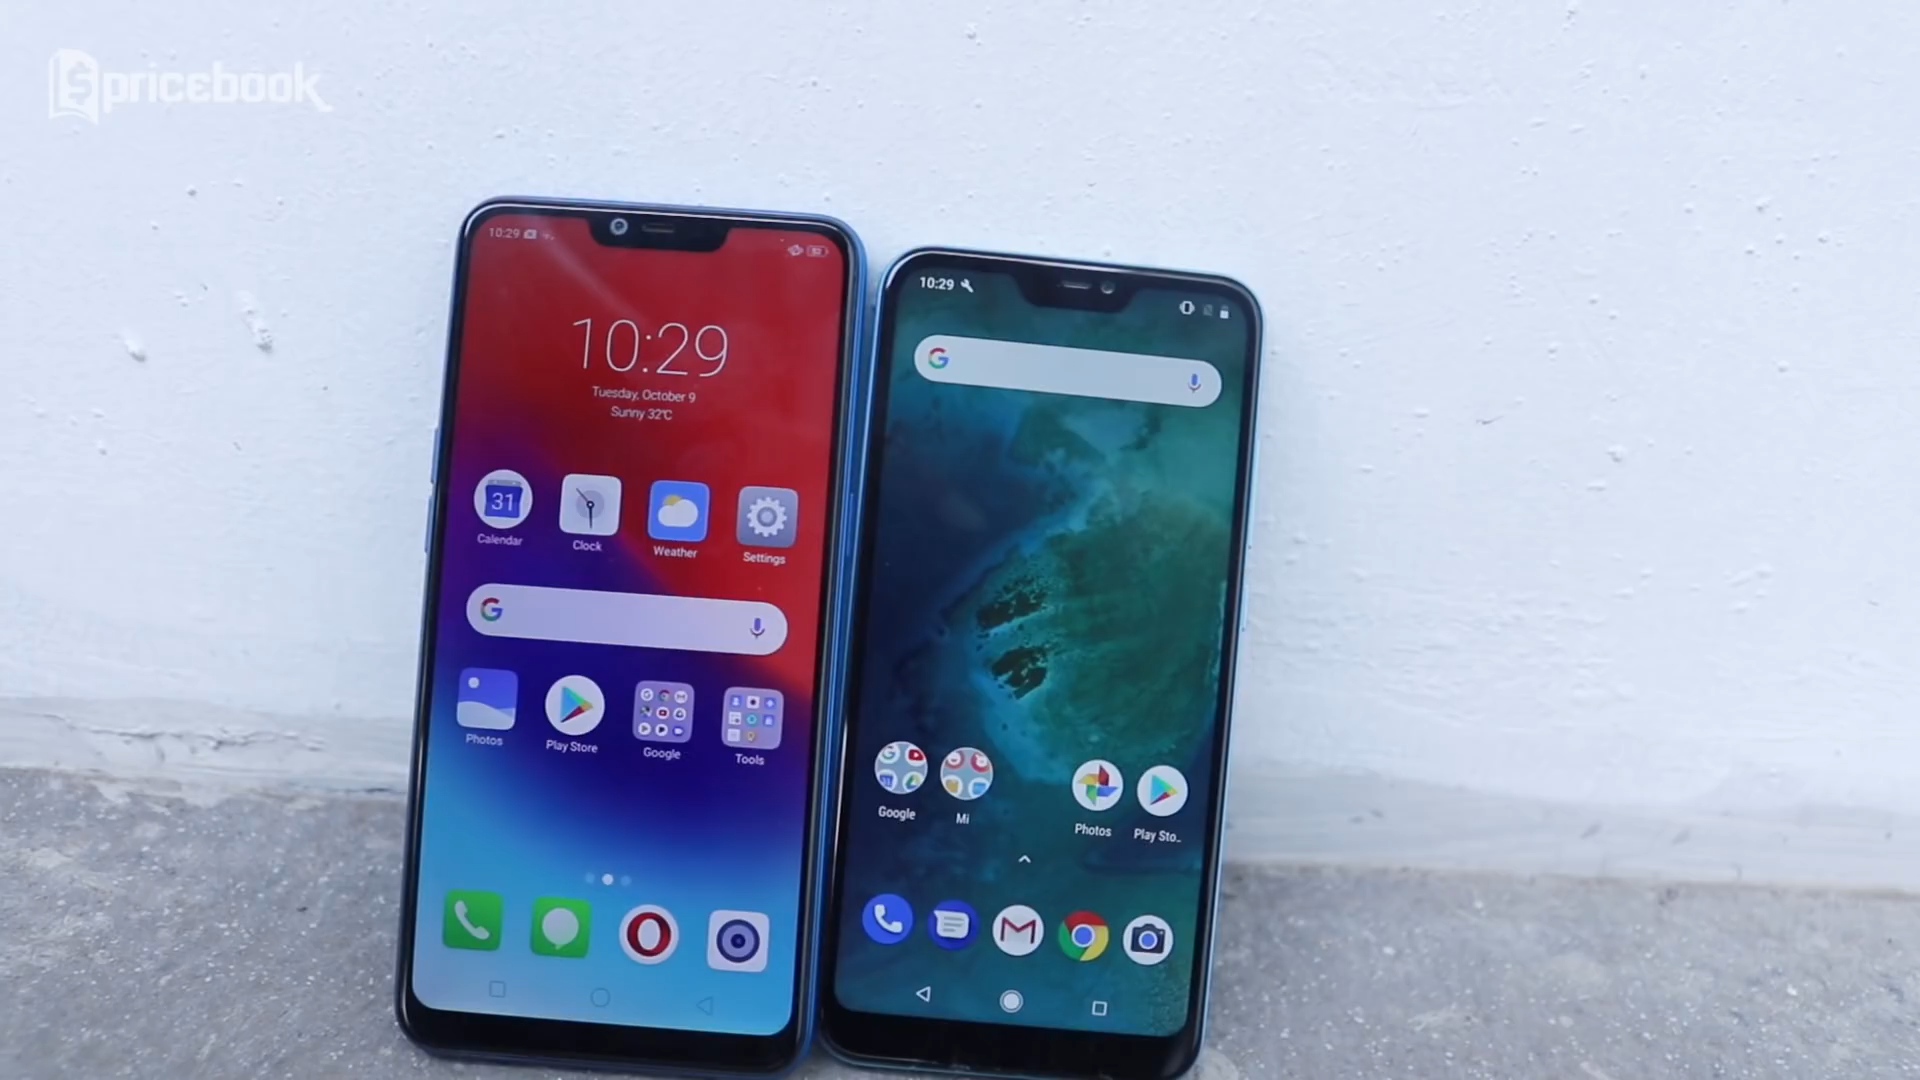 pricebook
10:29
10:29
Tuesday, October 9
Sunny 32°C
31
Calendar
Clock
Weather
Settings
Photos
Play Store
Google
Tools
10:29
Google
Mi
Photos
Play Sto..